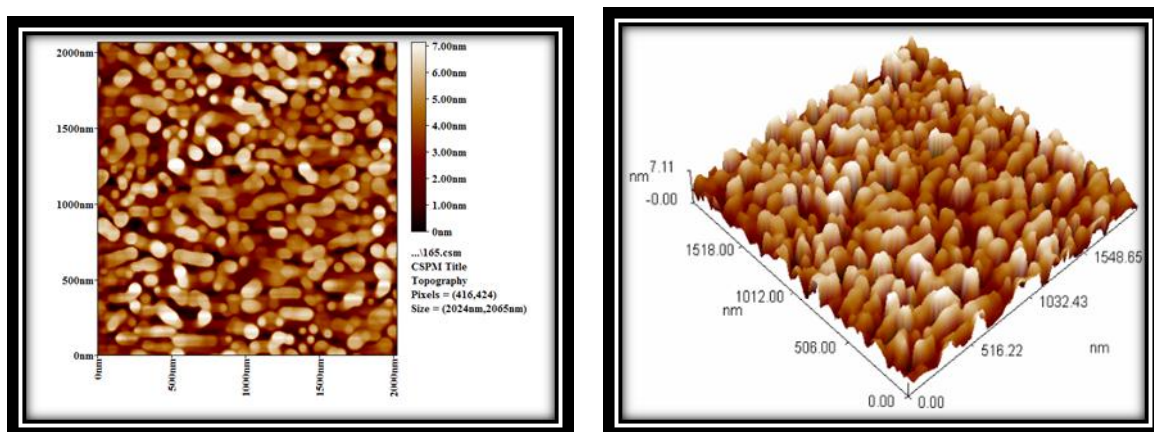 2000nm
1500nm
1000nm
500nm
0nm
0nm
500nm
1000nm
1500nm
2000nm
7.00nm
6.00nm
5.00nm
4.00nm
3.00nm
2.00nm
1.00nm
0nm
...\165.csm
CSPM Title
Topography
Pixels = (416,424)
Size = (2024nm,2065nm)
nm 7.11
-0.00
1518.00
1012.00
nm
506.00
0.00
0.00
516.22
nm
1032.43
1548.65